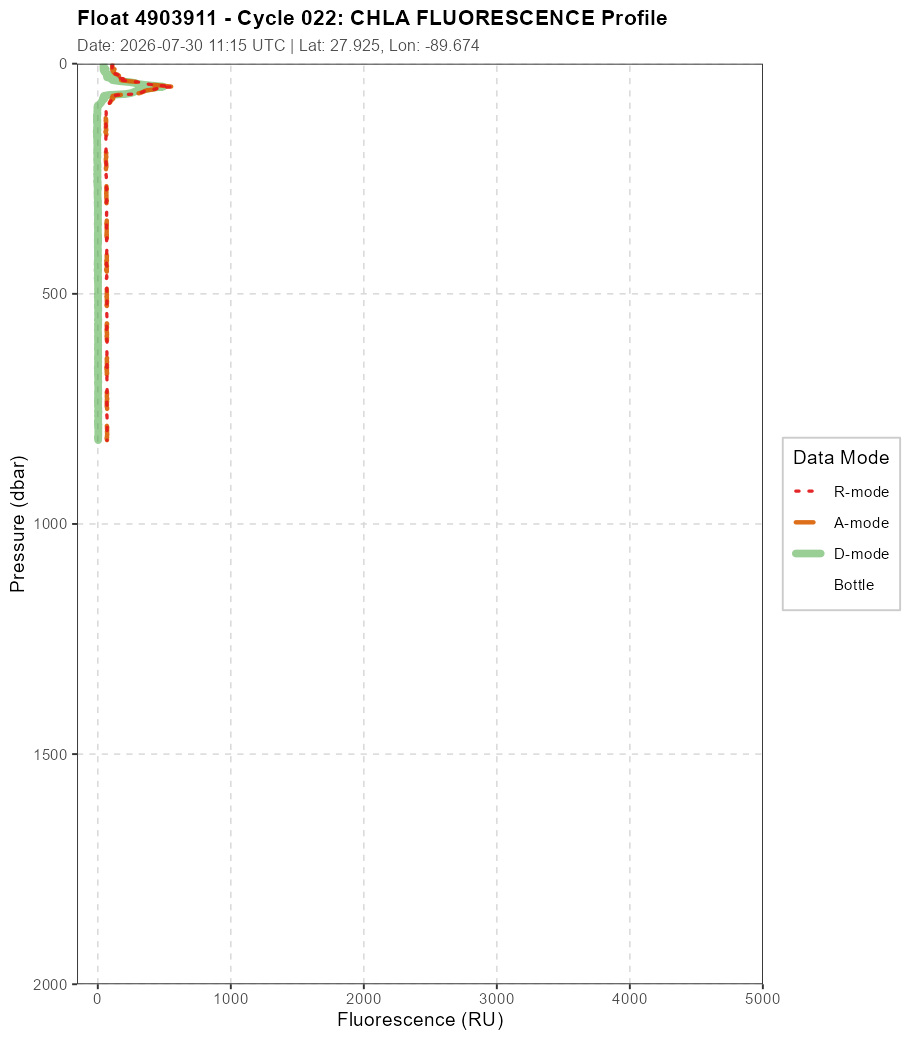 Float 4903911 - Cycle 022: CHLA FLUORESCENCE Profile
Date: 2026-07-30 11:15 UTC | Lat: 27.925, Lon: -89.674
0
500
1000
1500
2000
Pressure (dbar)
0 1000 2000 3000 4000 5000
Fluorescence (RU)
Data Mode
R-mode
A-mode
D-mode
Bottle